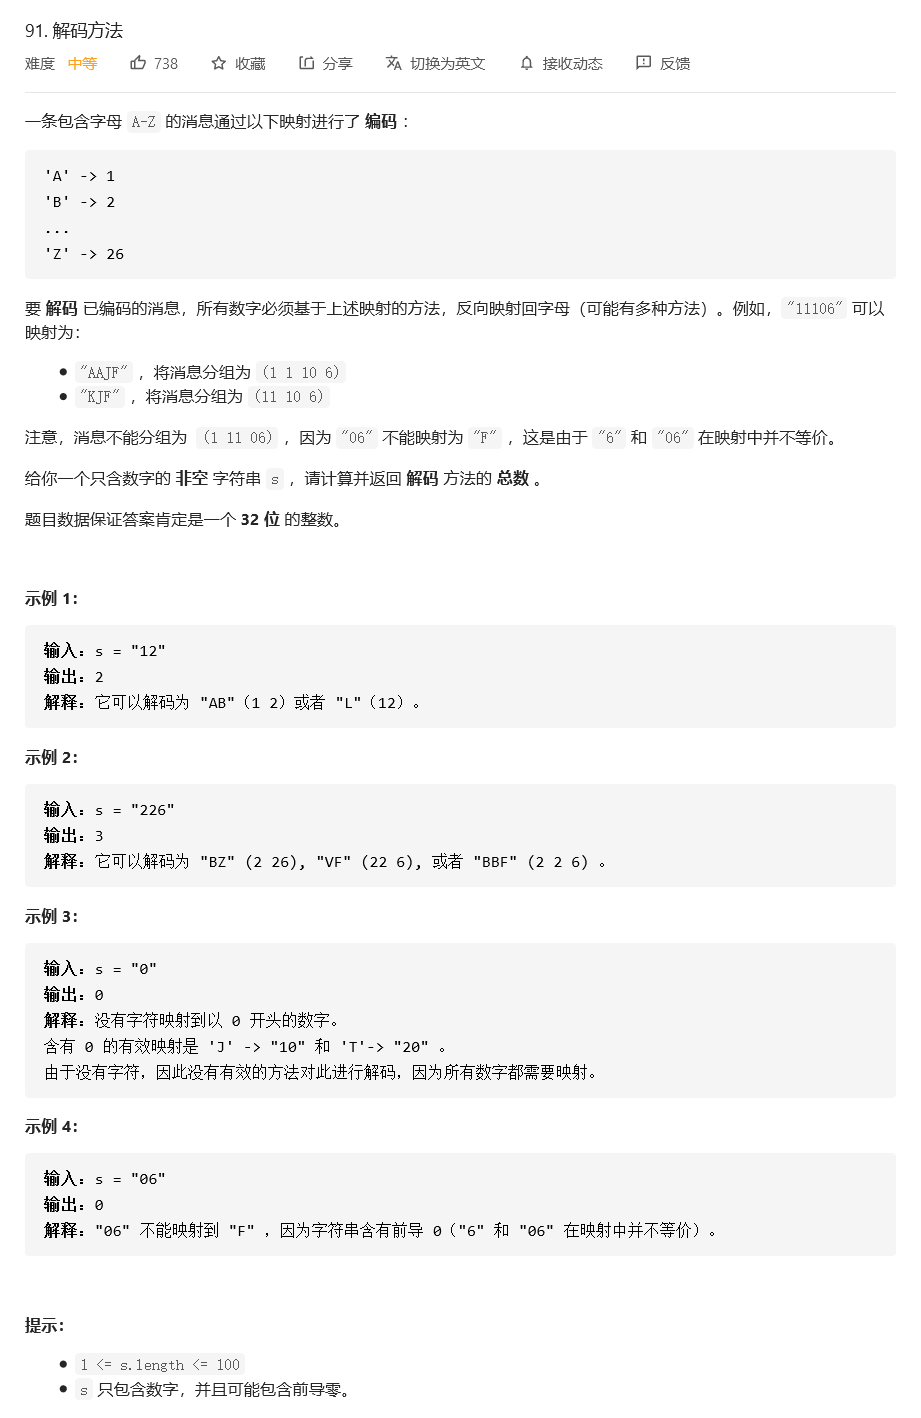 91. 解码方法
难度 中等 738 收藏 分享 切换为英文 接收动态 反馈
一条包含字母 A-Z 的消息通过以下映射进行了 编码 ：
'A' -> 1
'B' -> 2
...
'Z' -> 26
要 解码 已编码的消息，所有数字必须基于上述映射的方法，反向映射回字母（可能有多种方法）。例如，"11106" 可以
映射为：
"AAJF" ，将消息分组为 (1 1 10 6)
"KJF" ，将消息分组为 (11 10 6)
注意，消息不能分组为 (1 11 06) ，因为 "06" 不能映射为 "F" ，这是由于 "6" 和 "06" 在映射中并不等价。
给你一个只含数字的 非空 字符串 s ，请计算并返回 解码 方法的 总数 。
题目数据保证答案肯定是一个 32 位 的整数。
示例 1：
输入：s = "12"
输出：2
解释：它可以解码为 "AB"（1 2）或者 "L"（12）。
示例 2：
输入：s = "226"
输出：3
解释：它可以解码为 "BZ" (2 26), "VF" (22 6), 或者 "BBF" (2 2 6) 。
示例 3：
输入：s = "0"
输出：0
解释：没有字符映射到以 0 开头的数字。
含有 0 的有效映射是 'J' -> "10" 和 'T'-> "20" 。
由于没有字符，因此没有有效的方法对此进行解码，因为所有数字都需要映射。
示例 4：
输入：s = "06"
输出：0
解释："06" 不能映射到 "F" ，因为字符串含有前导 0（"6" 和 "06" 在映射中并不等价）。
提示：
1 <= s.length <= 100
s 只包含数字，并且可能包含前导零。